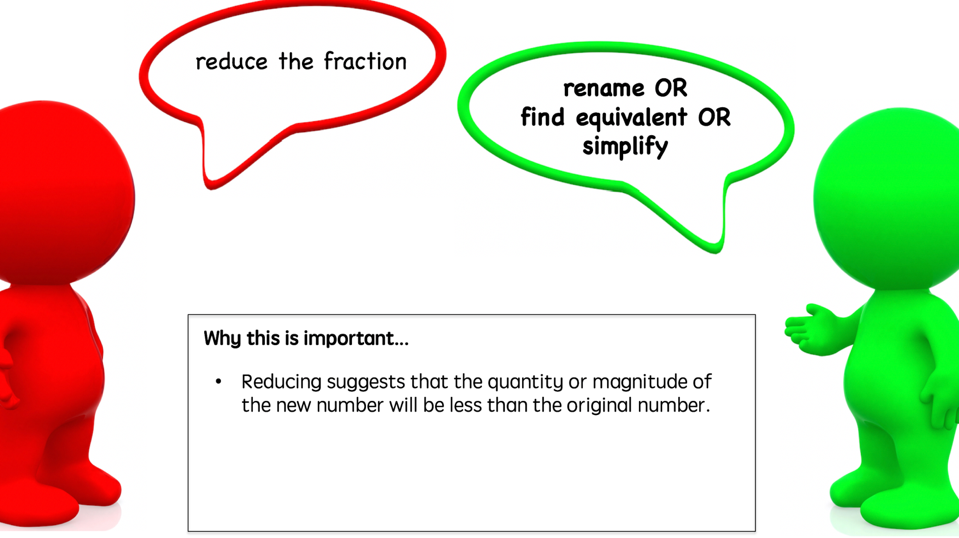 reduce the fraction
rename OR
find equivalent OR
simplify
Why this is important...
• Reducing suggests that the quantity or magnitude of
the new number will be less than the original number.